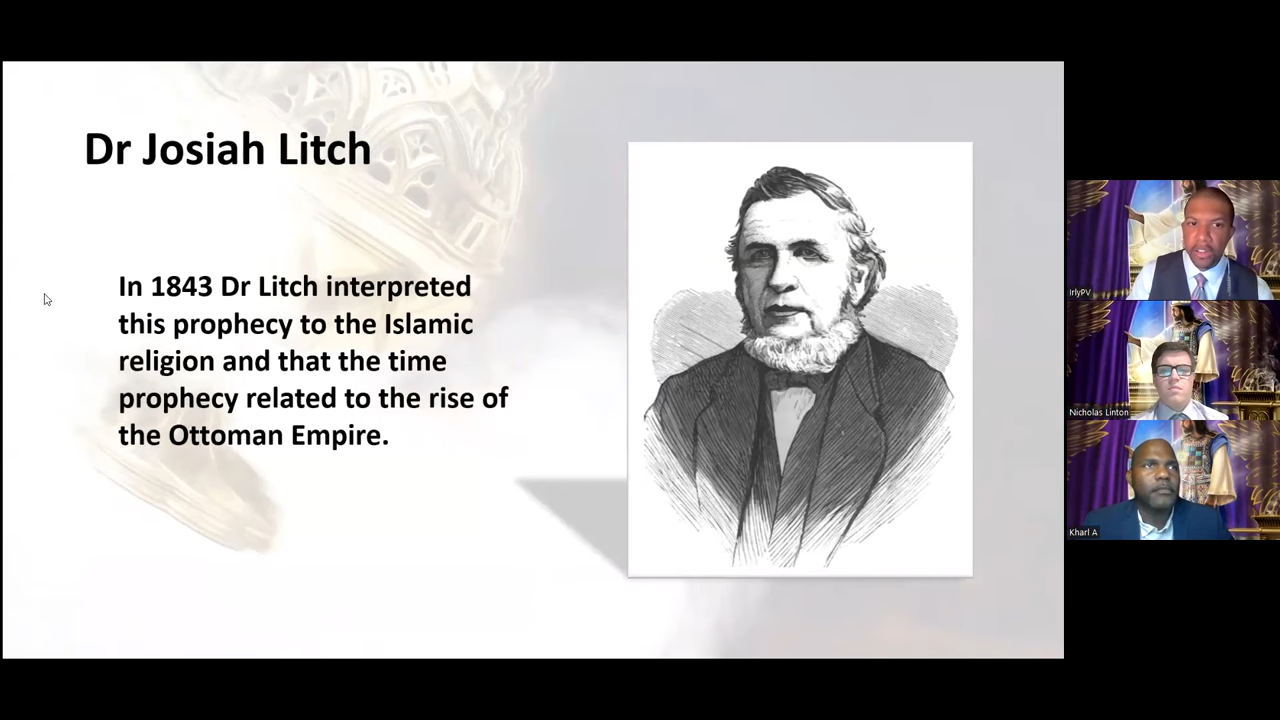 Dr Josiah Litch
In 1843 Dr Litch interpreted
this prophecy to the Islamic
religion and that the time
prophecy related to the rise of
the Ottoman Empire.
IrlyPV
Nicholas Linton
Kharl A